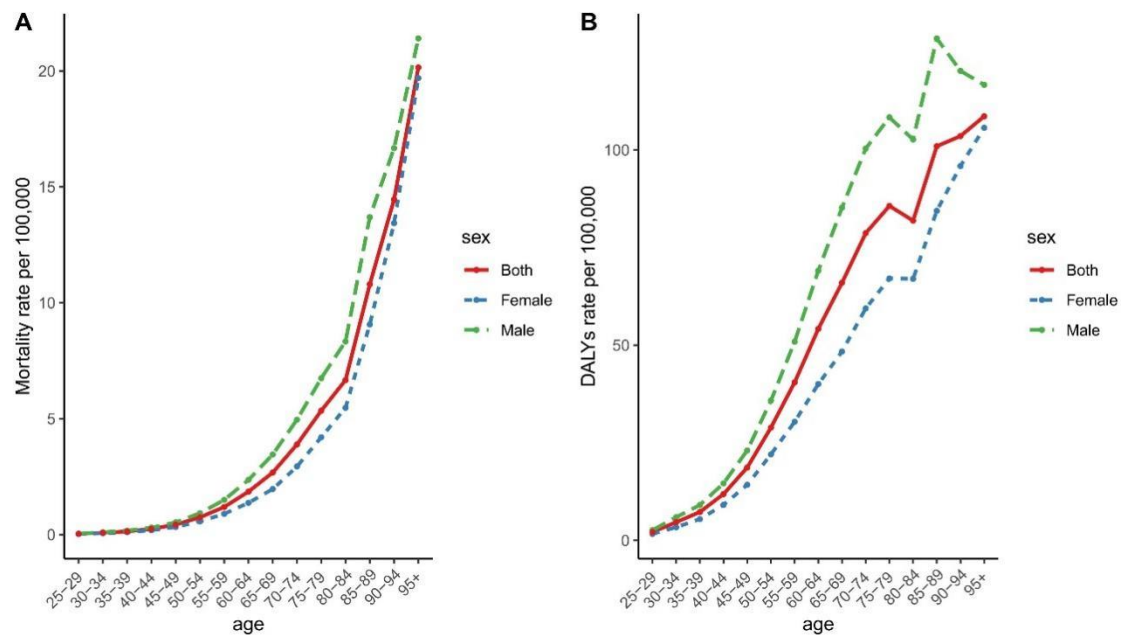 A
Mortality rate per 100,000
20
15
10
5
0
25–29
30–34
35–39
40–44
45–49
50–54
55–59
60–64
65–69
70–74
75–79
80–84
85–89
90–94
95+
age
sex
Both
Female
Male
B
DALYs rate per 100,000
100
50
0
25–29
30–34
35–39
40–44
45–49
50–54
55–59
60–64
65–69
70–74
75–79
80–84
85–89
90–94
95+
age
sex
Both
Female
Male